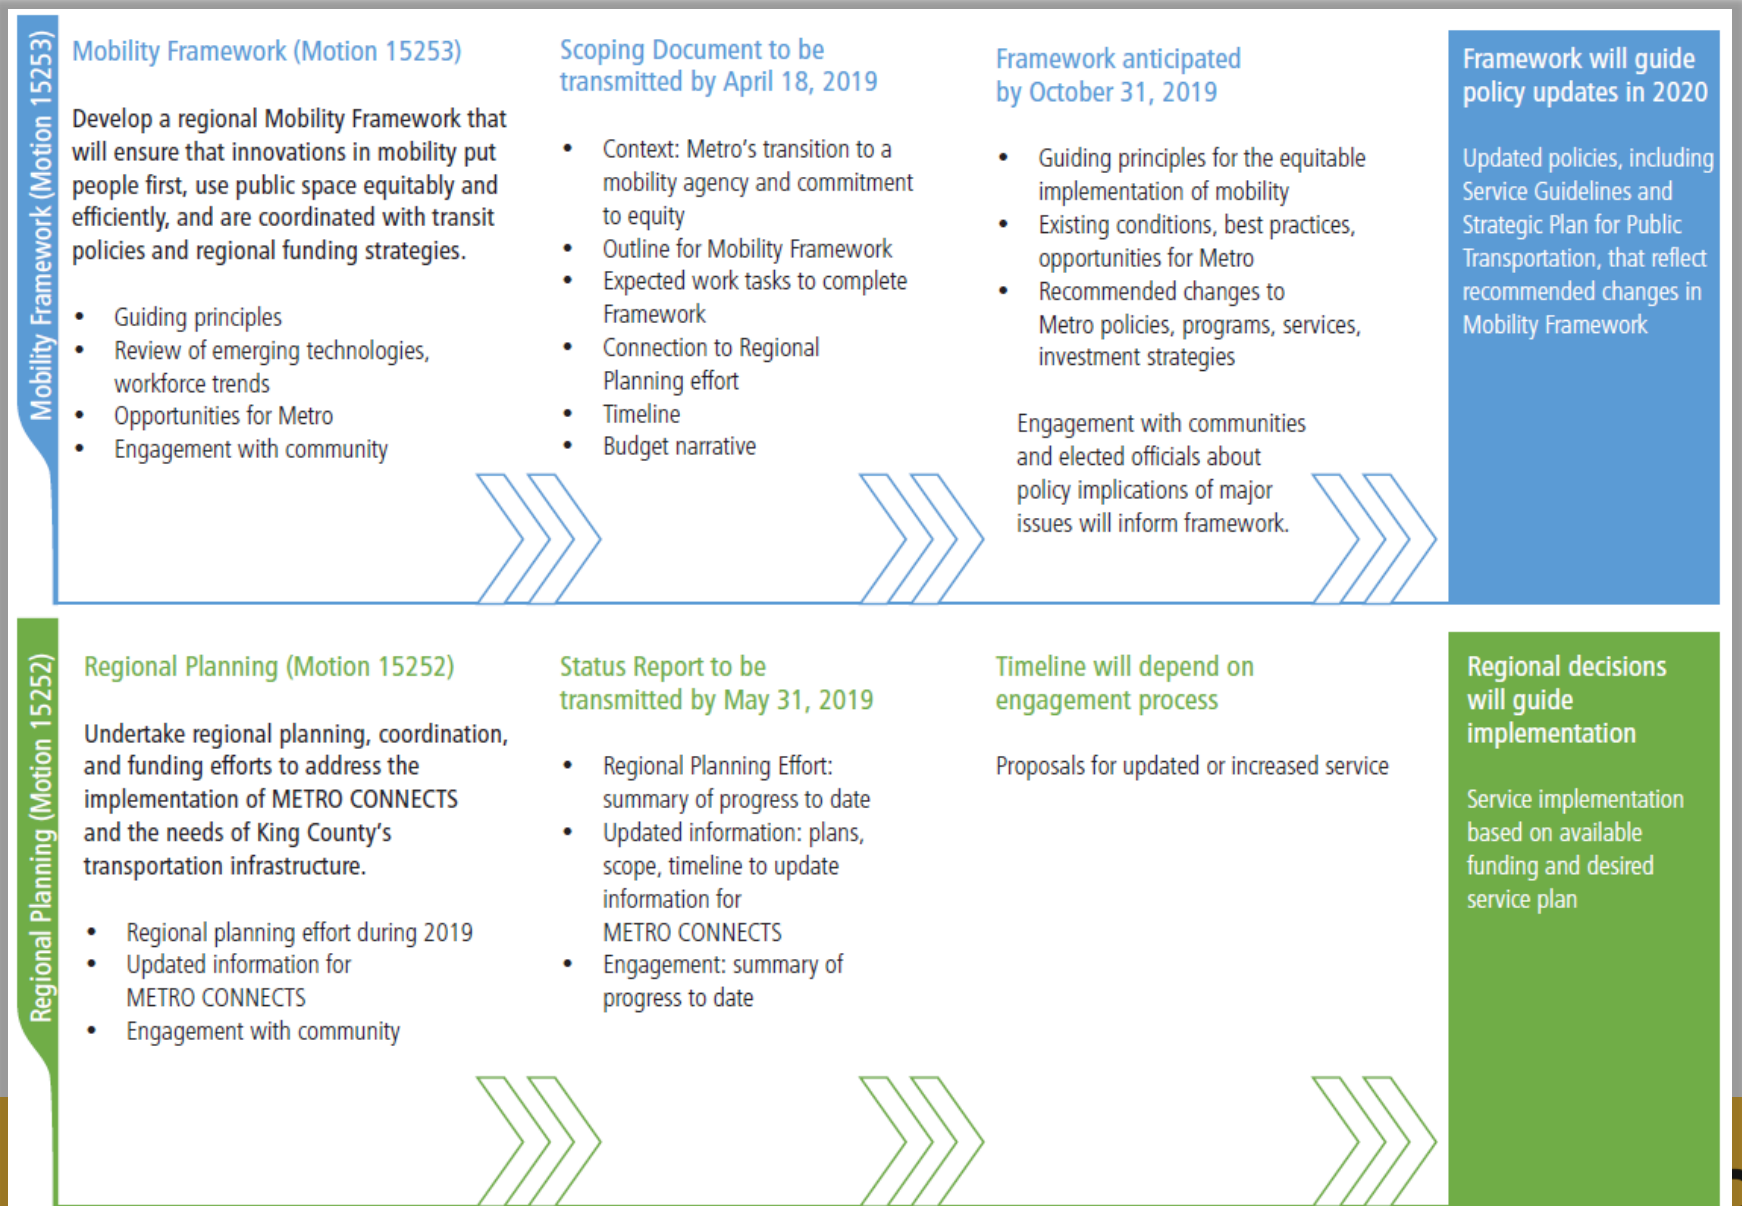 Mobility Framework (Motion 15253)
Mobility Framework (Motion 15253)
Develop a regional Mobility Framework that
will ensure that innovations in mobility put
people first, use public space equitably and
efficiently, and are coordinated with transit
policies and regional funding strategies.
• Guiding principles
• Review of emerging technologies,
workforce trends
• Opportunities for Metro
• Engagement with community
Scoping Document to be
transmitted by April 18, 2019
• Context: Metro’s transition to a
mobility agency and commitment
to equity
• Outline for Mobility Framework
• Expected work tasks to complete
Framework
• Connection to Regional
Planning effort
• Timeline
• Budget narrative
Framework anticipated
by October 31, 2019
• Guiding principles for the equitable
implementation of mobility
• Existing conditions, best practices,
opportunities for Metro
• Recommended changes to
Metro policies, programs, services,
investment strategies
Engagement with communities
and elected officials about
policy implications of major
issues will inform framework.
Framework will guide
policy updates in 2020
Updated policies, including
Service Guidelines and
Strategic Plan for Public
Transportation, that reflect
recommended changes in
Mobility Framework
Regional Planning (Motion 15252)
Regional Planning (Motion 15252)
Undertake regional planning, coordination,
and funding efforts to address the
implementation of METRO CONNECTS
and the needs of King County’s
transportation infrastructure.
• Regional planning effort during 2019
• Updated information for
METRO CONNECTS
• Engagement with community
Status Report to be
transmitted by May 31, 2019
• Regional Planning Effort:
summary of progress to date
• Updated information: plans,
scope, timeline to update
information for
METRO CONNECTS
• Engagement: summary of
progress to date
Timeline will depend on
engagement process
Proposals for updated or increased service
Regional decisions
will guide
implementation
Service implementation
based on available
funding and desired
service plan